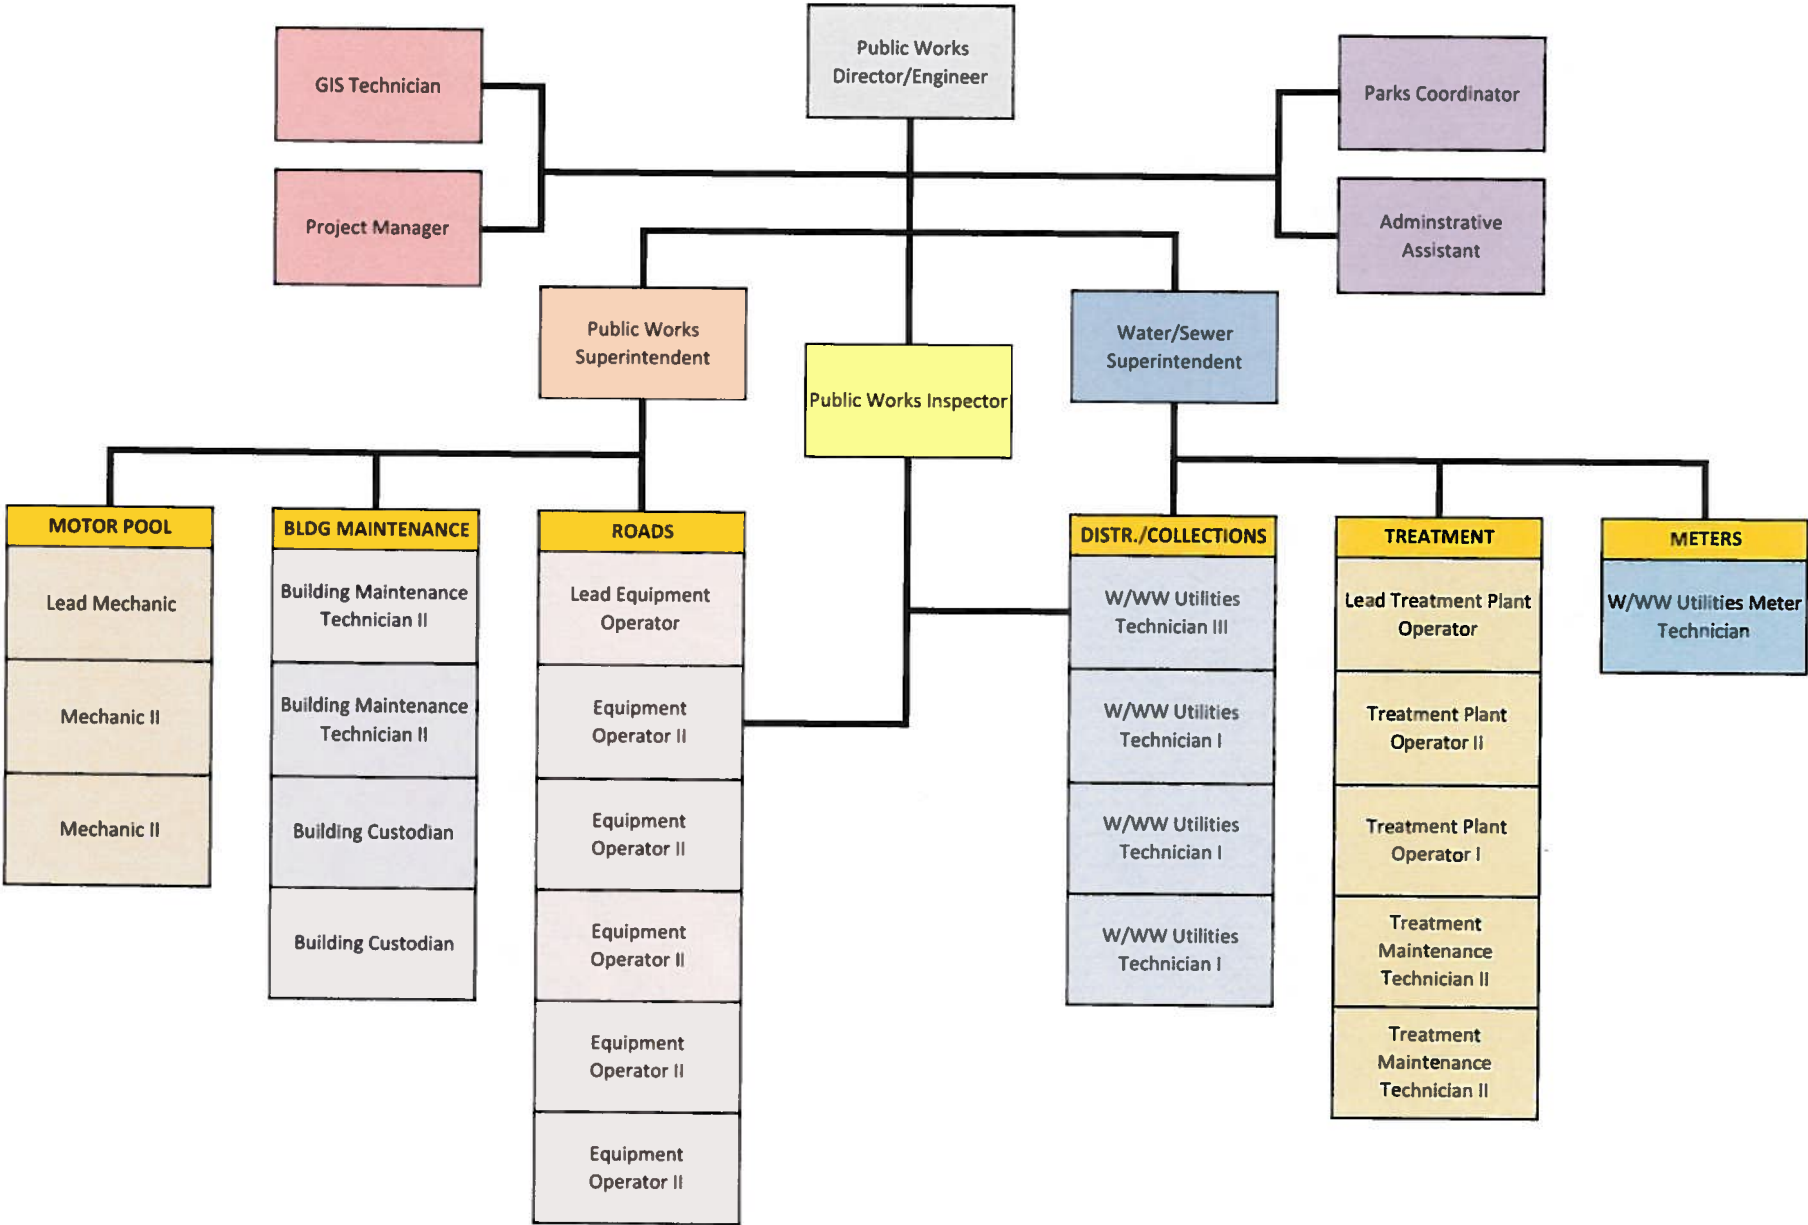 Public Works
Director/Engineer
GIS Technician
Parks Coordinator
Project Manager
Adminstrative
Assistant
Public Works
Superintendent
Public Works Inspector
Water/Sewer
Superintendent
MOTOR POOL
Lead Mechanic
Mechanic II
Mechanic II
BLDG MAINTENANCE
Building Maintenance
Technician II
Building Maintenance
Technician II
Building Custodian
Building Custodian
ROADS
Lead Equipment
Operator
Equipment
Operator II
Equipment
Operator II
Equipment
Operator II
Equipment
Operator II
Equipment
Operator II
DISTR./COLLECTIONS
W/WW Utilities
Technician III
W/WW Utilities
Technician I
W/WW Utilities
Technician I
W/WW Utilities
Technician I
TREATMENT
Lead Treatment Plant
Operator
Treatment Plant
Operator II
Treatment Plant
Operator I
Treatment
Maintenance
Technician II
Treatment
Maintenance
Technician II
METERS
W/WW Utilities Meter
Technician